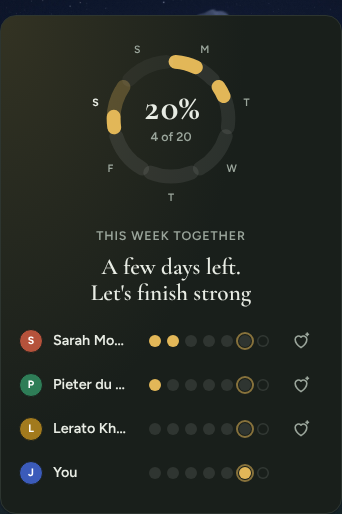 S M
S 20% T
4 of 20
F W
T
THIS WEEK TOGETHER
A few days left.
Let's finish strong
S Sarah Mo...
P Pieter du ...
L Lerato Kh...
J You